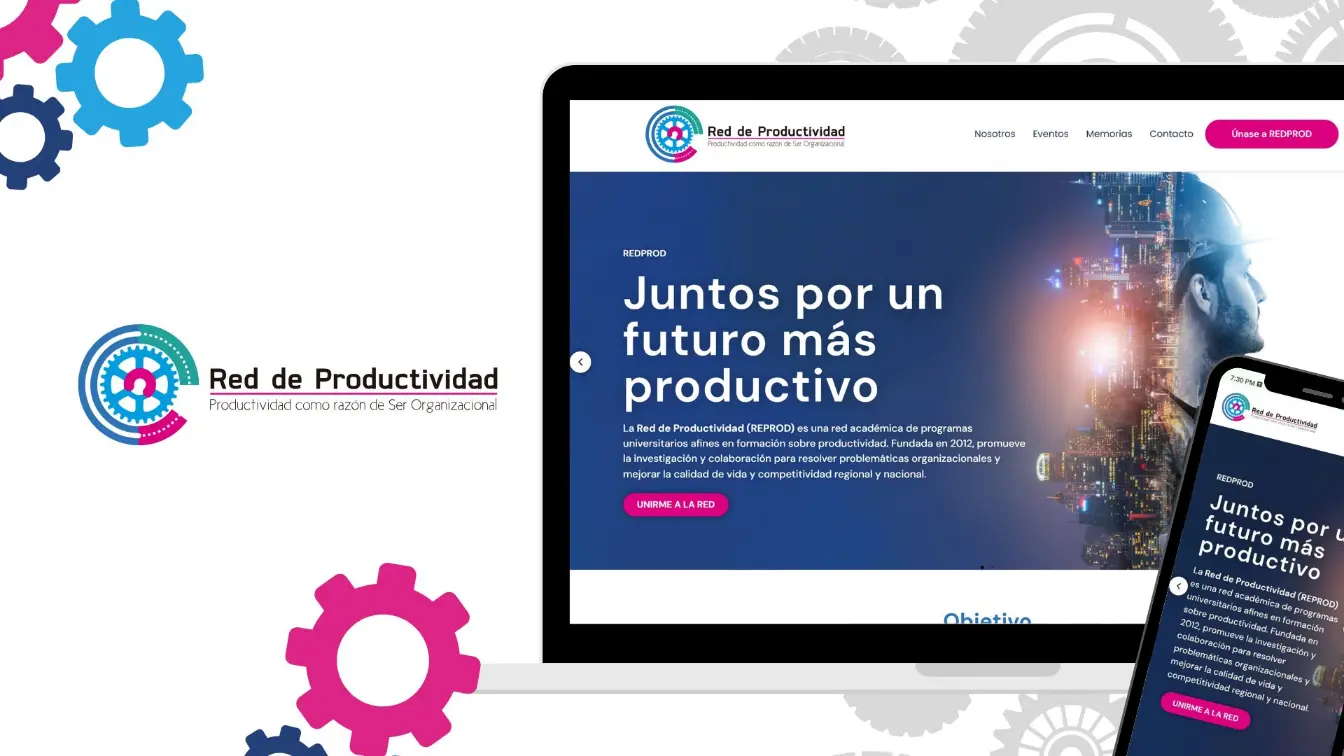 Red de Productividad
Productividad como razón de Ser Organizacional
Red de Productividad
Productividad como razón de Ser Organizacional
Nosotros Eventos Memorias Contacto Únase a REDPROD
REDPROD
Juntos por un
futuro más
productivo
La Red de Productividad (REPROD) es una red académica de programas
universitarios afines en formación sobre productividad. Fundada en 2012, promueve
la investigación y colaboración para resolver problemáticas organizacionales y
mejorar la calidad de vida y competitividad regional y nacional.
UNIRME A LA RED
Objetivo
7:30 PM
Red de Productividad
REDPROD
Juntos por u
futuro más
productivo
La Red de Productividad (REPROD)
es una red académica de programas
universitarios afines en formación
sobre productividad. Fundada en
2012, promueve la investigación y
colaboración para resolver
problemáticas organizacionales y
mejorar la calidad de vida y
competitividad regional y nacional.
UNIRME A LA RED